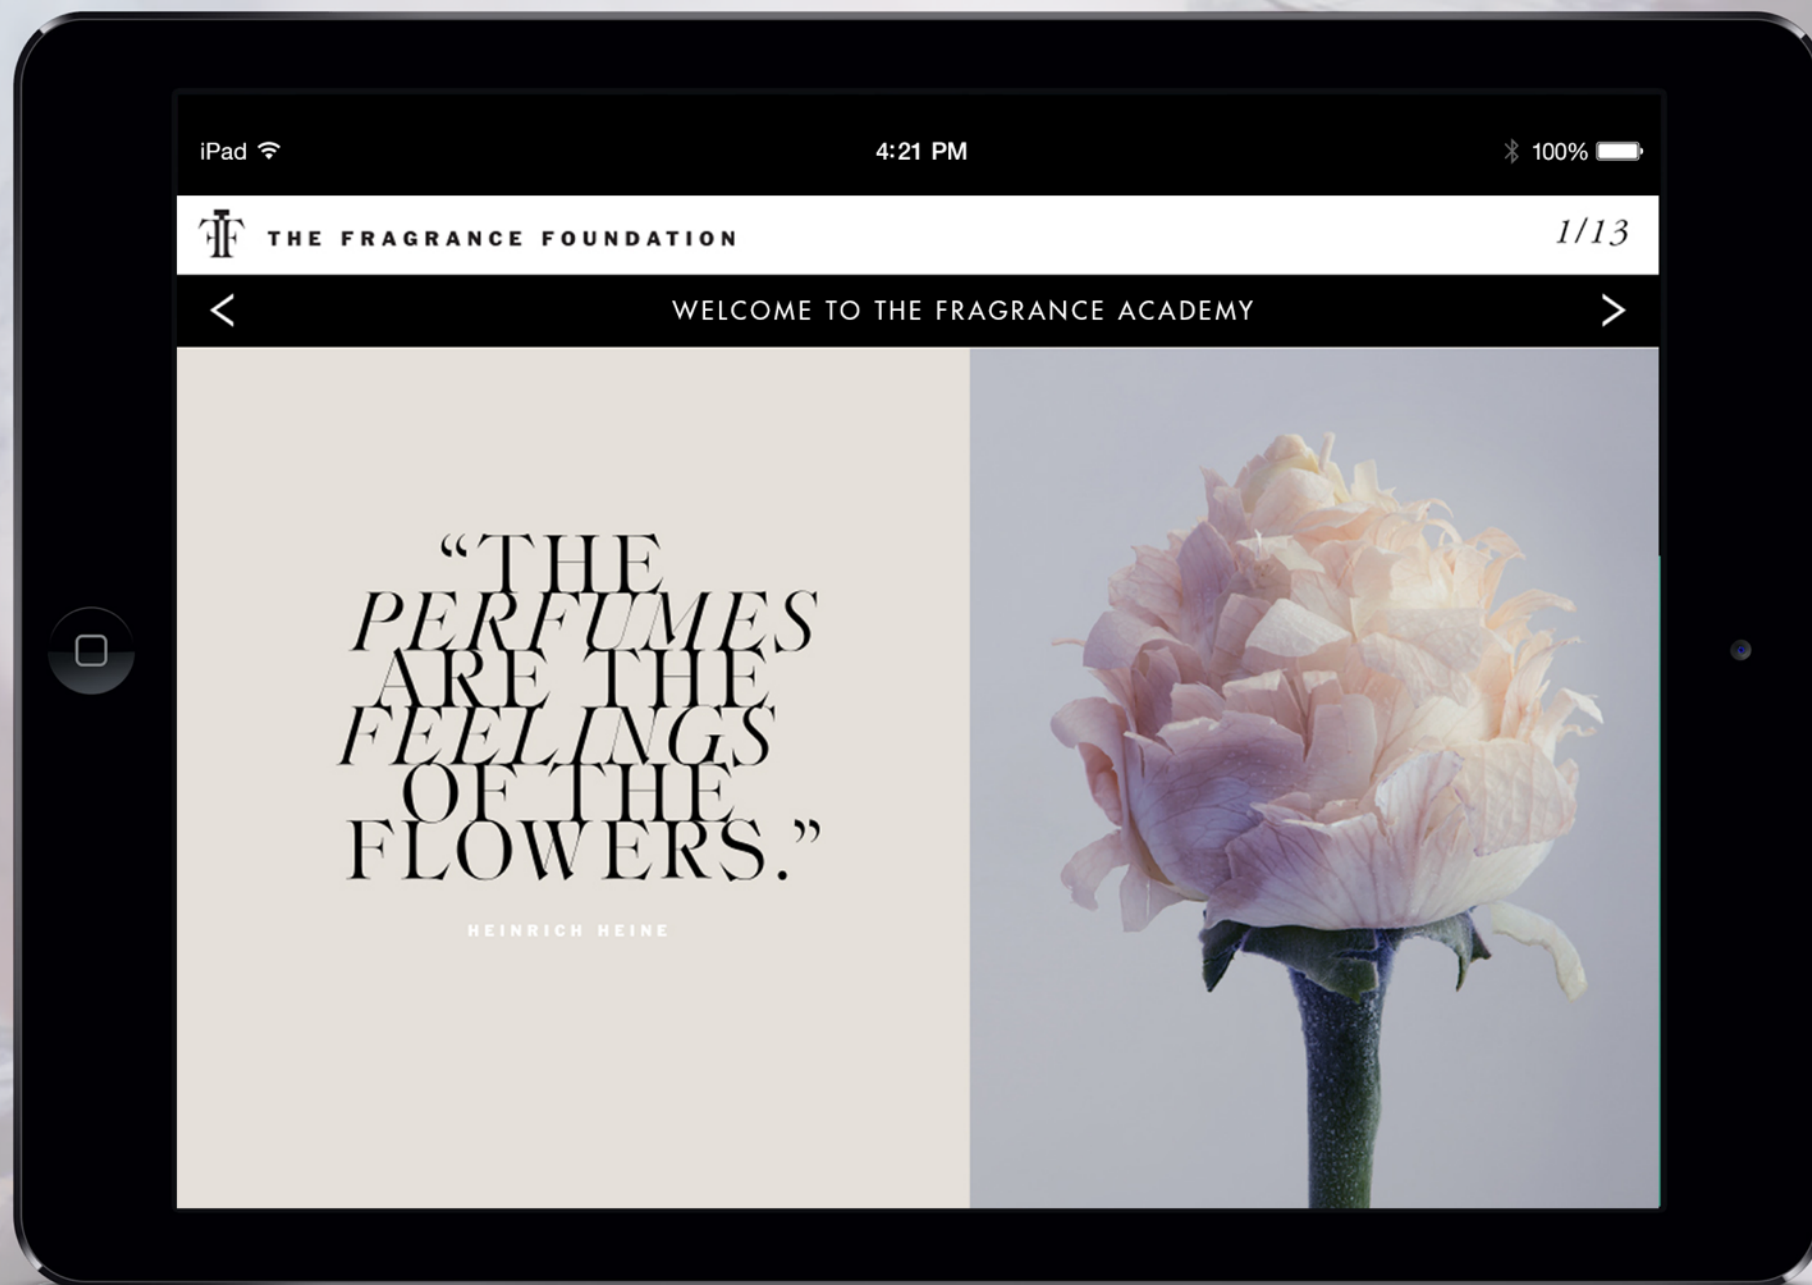 iPad
4:21 PM
100%
THE FRAGRANCE FOUNDATION
1/13
WELCOME TO THE FRAGRANCE ACADEMY
“THE
PERFUMES
ARE THE
FEELINGS
OF THE
FLOWERS.”
HEINRICH HEINE